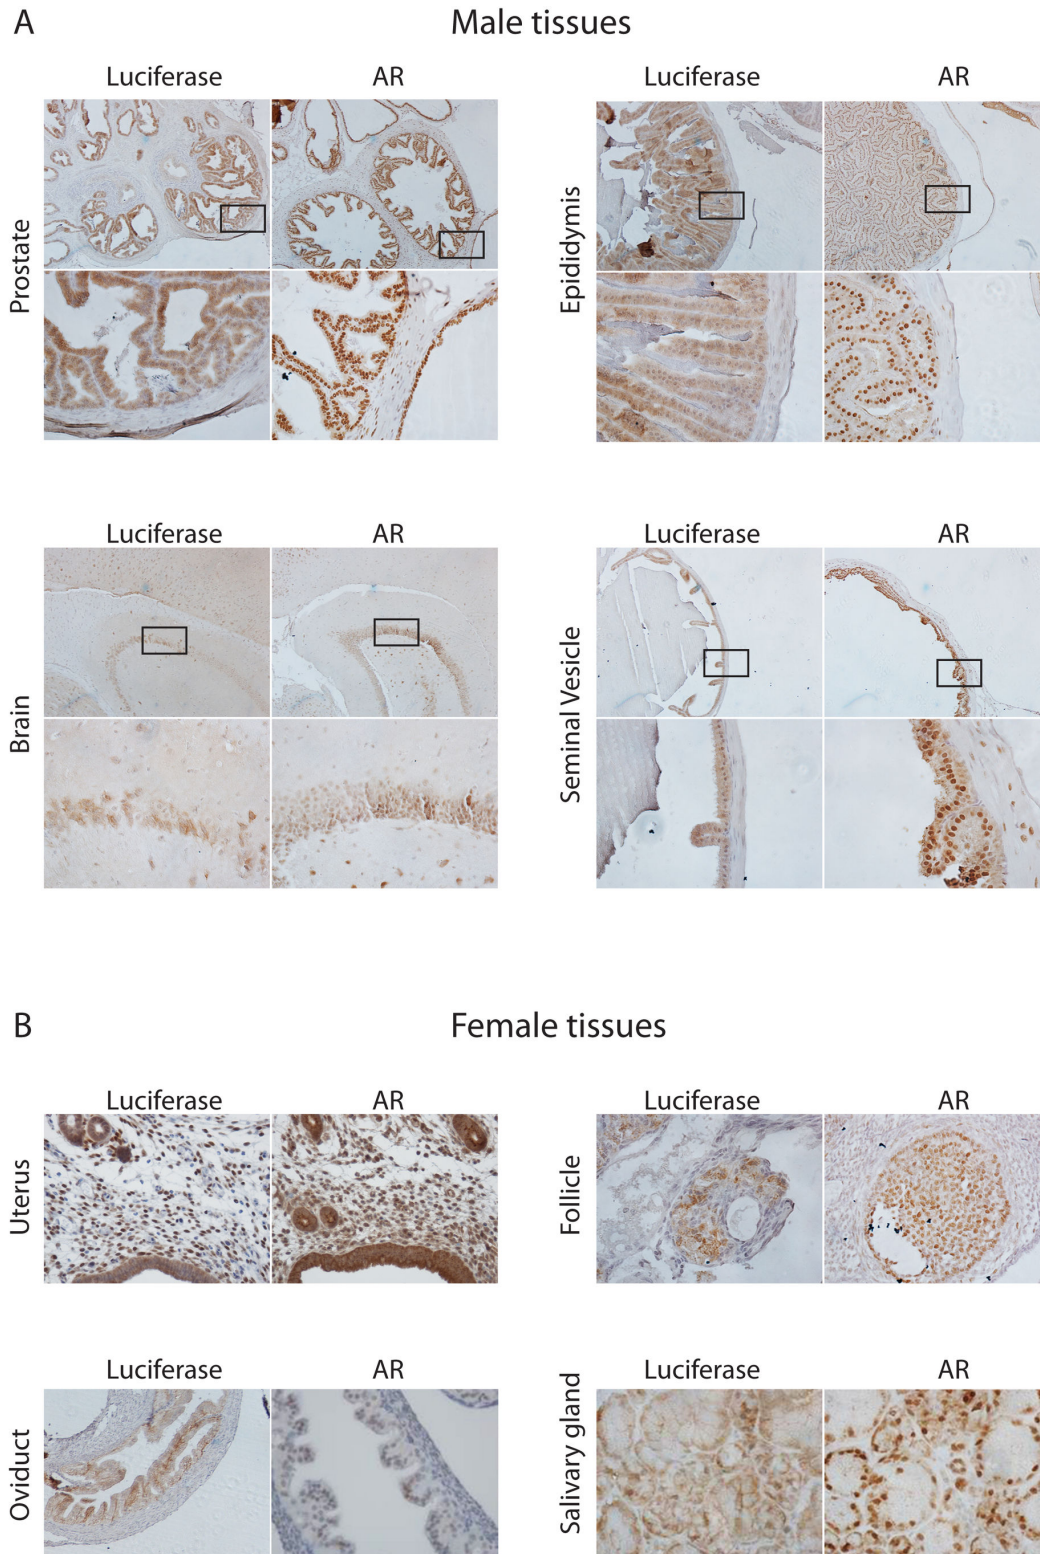 A
Male tissues
Luciferase
AR
Prostate
Luciferase
AR
Epididymis
Luciferase
AR
Brain
Luciferase
AR
Seminal Vesicle
B
Female tissues
Luciferase
AR
Uterus
Luciferase
AR
Follicle
Luciferase
AR
Oviduct
Luciferase
AR
Salivary gland